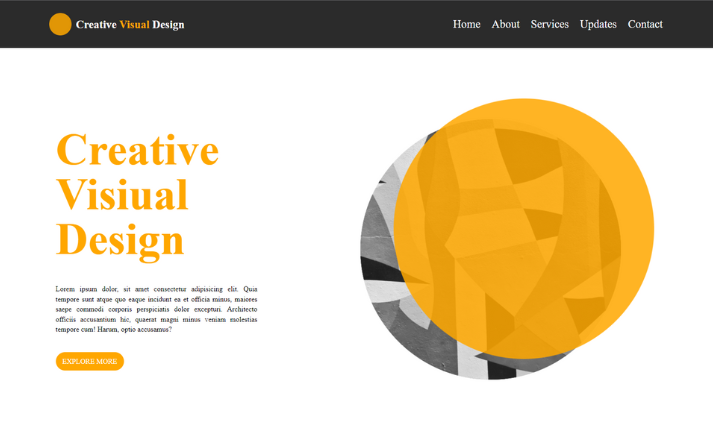 Creative Visual Design
Home About Services Updates Contact
Creative
Visiual
Design
Lorem ipsum dolor, sit amet consectetur adipisicing elit. Quia
tempore sunt atque quo eaque incidunt ea et officia minus, maiores
saepe commodi corporis perspiciatis dolor excepturi. Architecto
officiis accusantium hic, quaerat magni minus veniam molestias
tempore cum! Harum, optio accusamus?
EXPLORE MORE